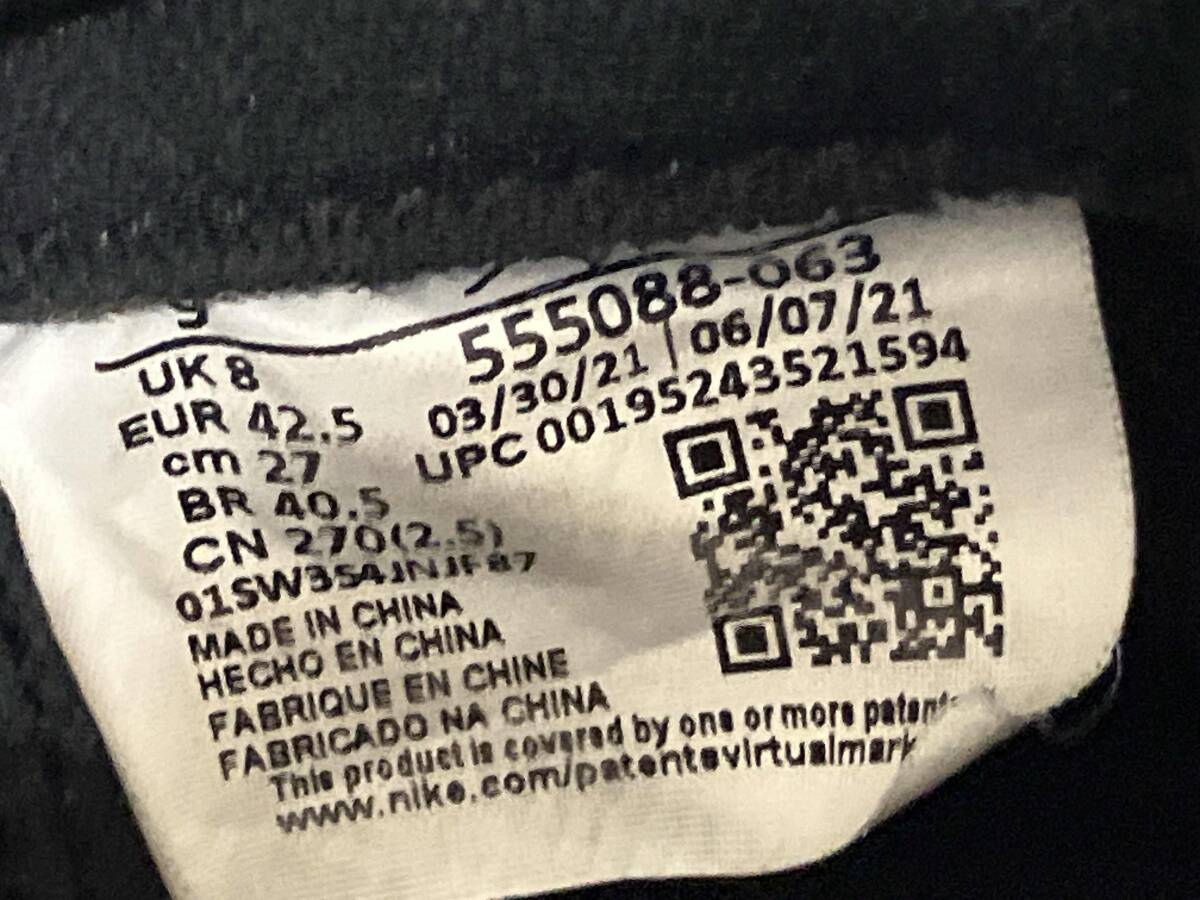 555088-063
03/30/21 | 06/07/21
UPC 00195243521594
UK 8
EUR 42.5
cm 27
BR 40.5
CN 270(2.5)
MADE IN CHINA
HECHO EN CHINA
FABRIQUE EN CHINE
FABRICADO NA CHINA
This product is covered by one or more patents
www.nike.com/patentsvirtualmark